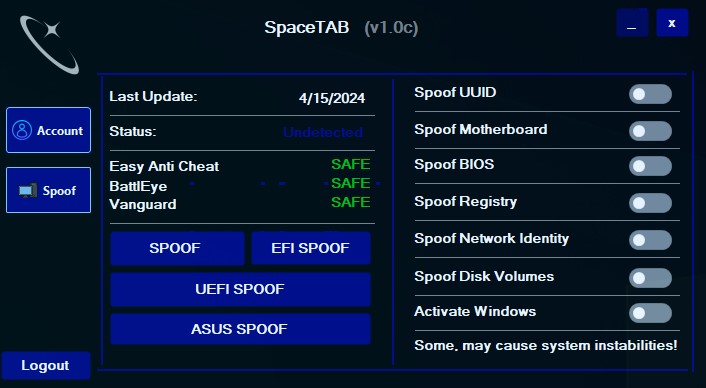 SpaceTAB (v1.0c)
_ x
Account
Spoof
Logout
Last Update: 4/15/2024
Status: Undetected
Easy Anti Cheat SAFE
BattlEye SAFE
Vanguard SAFE
SPOOF EFI SPOOF
UEFI SPOOF
ASUS SPOOF
Spoof UUID
Spoof Motherboard
Spoof BIOS
Spoof Registry
Spoof Network Identity
Spoof Disk Volumes
Activate Windows
Some, may cause system instabilities!